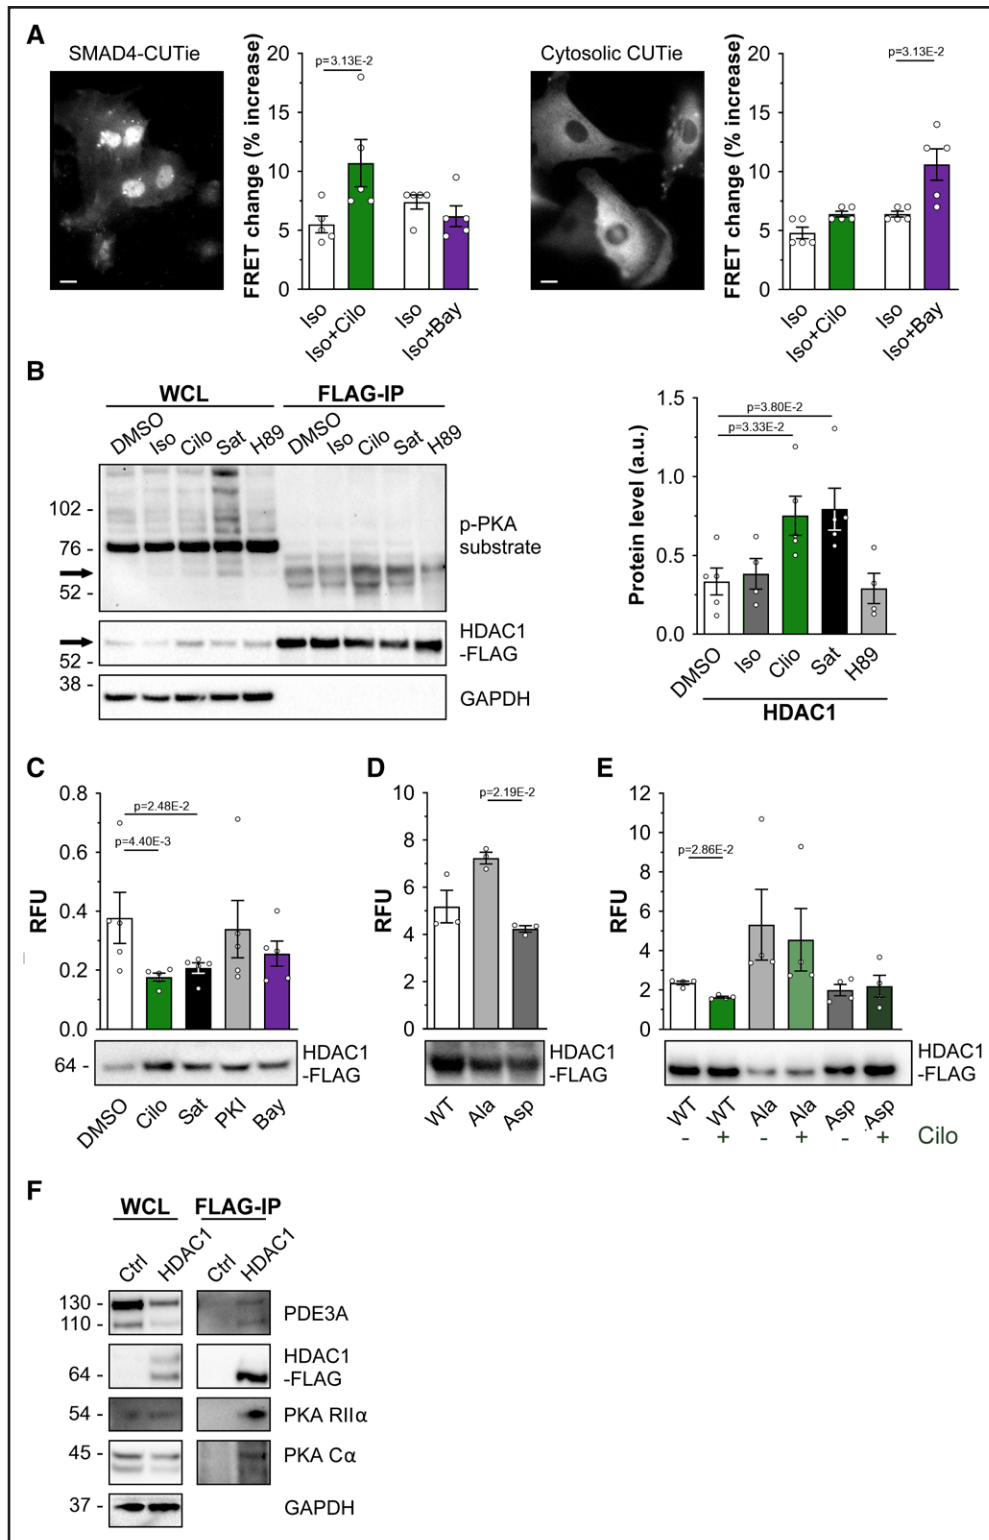 A
SMAD4-CUTie
FRET change (% increase)
20
15
10
5
0
p=3.13E-2
Iso
Iso+Cilo
Iso
Iso+Bay
Cytosolic CUTie
FRET change (% increase)
20
15
10
5
0
p=3.13E-2
Iso
Iso+Cilo
Iso
Iso+Bay
B
WCL
FLAG-IP
DMSO
Iso
Cilo
Sat
H89
DMSO
Iso
Cilo
Sat
H89
102 -
76 -
52 -
p-PKA
substrate
52 -
HDAC1
-FLAG
38 -
GAPDH
Protein level (a.u.)
1.5
1.0
0.5
0.0
p=3.80E-2
p=3.33E-2
DMSO
Iso
Cilo
Sat
H89
HDAC1
C
RFU
0.8
0.6
0.4
0.2
0.0
p=2.48E-2
p=4.40E-3
64 -
HDAC1
-FLAG
DMSO
Cilo
Sat
PKI
Bay
D
RFU
10
8
6
4
2
0
p=2.19E-2
HDAC1
-FLAG
WT
Ala
Asp
E
RFU
12
10
8
6
4
2
0
p=2.86E-2
HDAC1
-FLAG
WT
WT
Ala
Ala
Asp
Asp
- + - + - + Cilo
F
WCL
FLAG-IP
Ctrl
HDAC1
Ctrl
HDAC1
130 -
110 -
PDE3A
64 -
HDAC1
-FLAG
54 -
PKA RIIα
45 -
PKA Cα
37 -
GAPDH